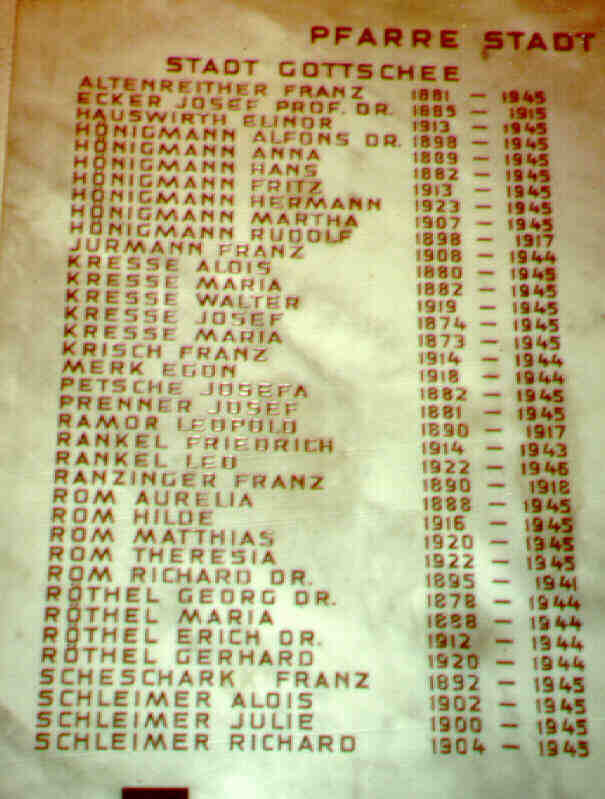 PFARRE STADT
STADT GOTTSCHEE
ALTENREITHER FRANZ 1881 – 1945
ECKER JOSEF PROF. DR. 1885 – 1915
HAUSWIRTH ELINOR 1913 – 1945
HÖNIGMANN ALFONS DR. 1898 – 1945
HÖNIGMANN ANNA 1889 – 1945
HÖNIGMANN HANS 1882 – 1945
HÖNIGMANN FRITZ 1913 – 1945
HÖNIGMANN HERMANN 1923 – 1945
HÖNIGMANN MARTHA 1907 – 1945
HÖNIGMANN RUDOLF 1898 – 1917
JURMANN FRANZ 1908 – 1944
KRESSE ALOIS 1880 – 1945
KRESSE MARIA 1882 – 1945
KRESSE WALTER 1919 – 1945
KRESSE JOSEF 1874 – 1945
KRESSE MARIA 1873 – 1945
KRISCH FRANZ 1914 – 1944
MERK EGON 1918 – 1944
PETSCHE JOSEFA 1882 – 1945
PRENNER JOSEF 1881 – 1945
RAMOR LEOPOLD 1890 – 1917
RANKEL FRIEDRICH 1914 – 1943
RANKEL LEO 1922 – 1946
RANZINGER FRANZ 1890 – 1918
ROM AURELIA 1888 – 1945
ROM HILDE 1916 – 1945
ROM MATTHIAS 1920 – 1945
ROM THERESIA 1922 – 1945
ROM RICHARD DR. 1895 – 1941
RÖTHEL GEORG DR. 1878 – 1944
RÖTHEL MARIA 1888 – 1944
RÖTHEL ERICH DR. 1912 – 1944
RÖTHEL GERHARD 1920 – 1944
SCHESCHARK FRANZ 1892 – 1945
SCHLEIMER ALOIS 1902 – 1945
SCHLEIMER JULIE 1900 – 1945
SCHLEIMER RICHARD 1904 – 1945